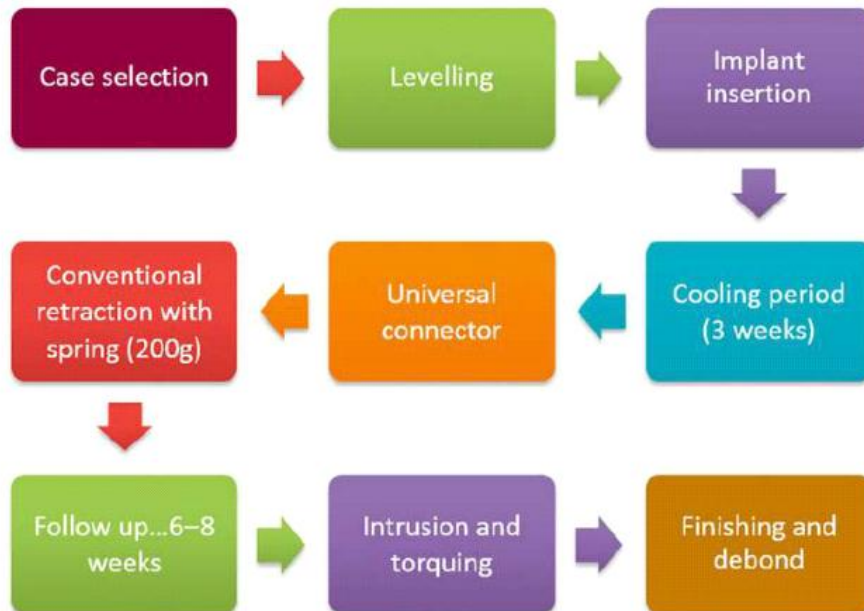 Case selection
Levelling
Implant
insertion
Cooling period
(3 weeks)
Universal
connector
Conventional
retraction with
spring (200g)
Follow up...6–8
weeks
Intrusion and
torquing
Finishing and
debond